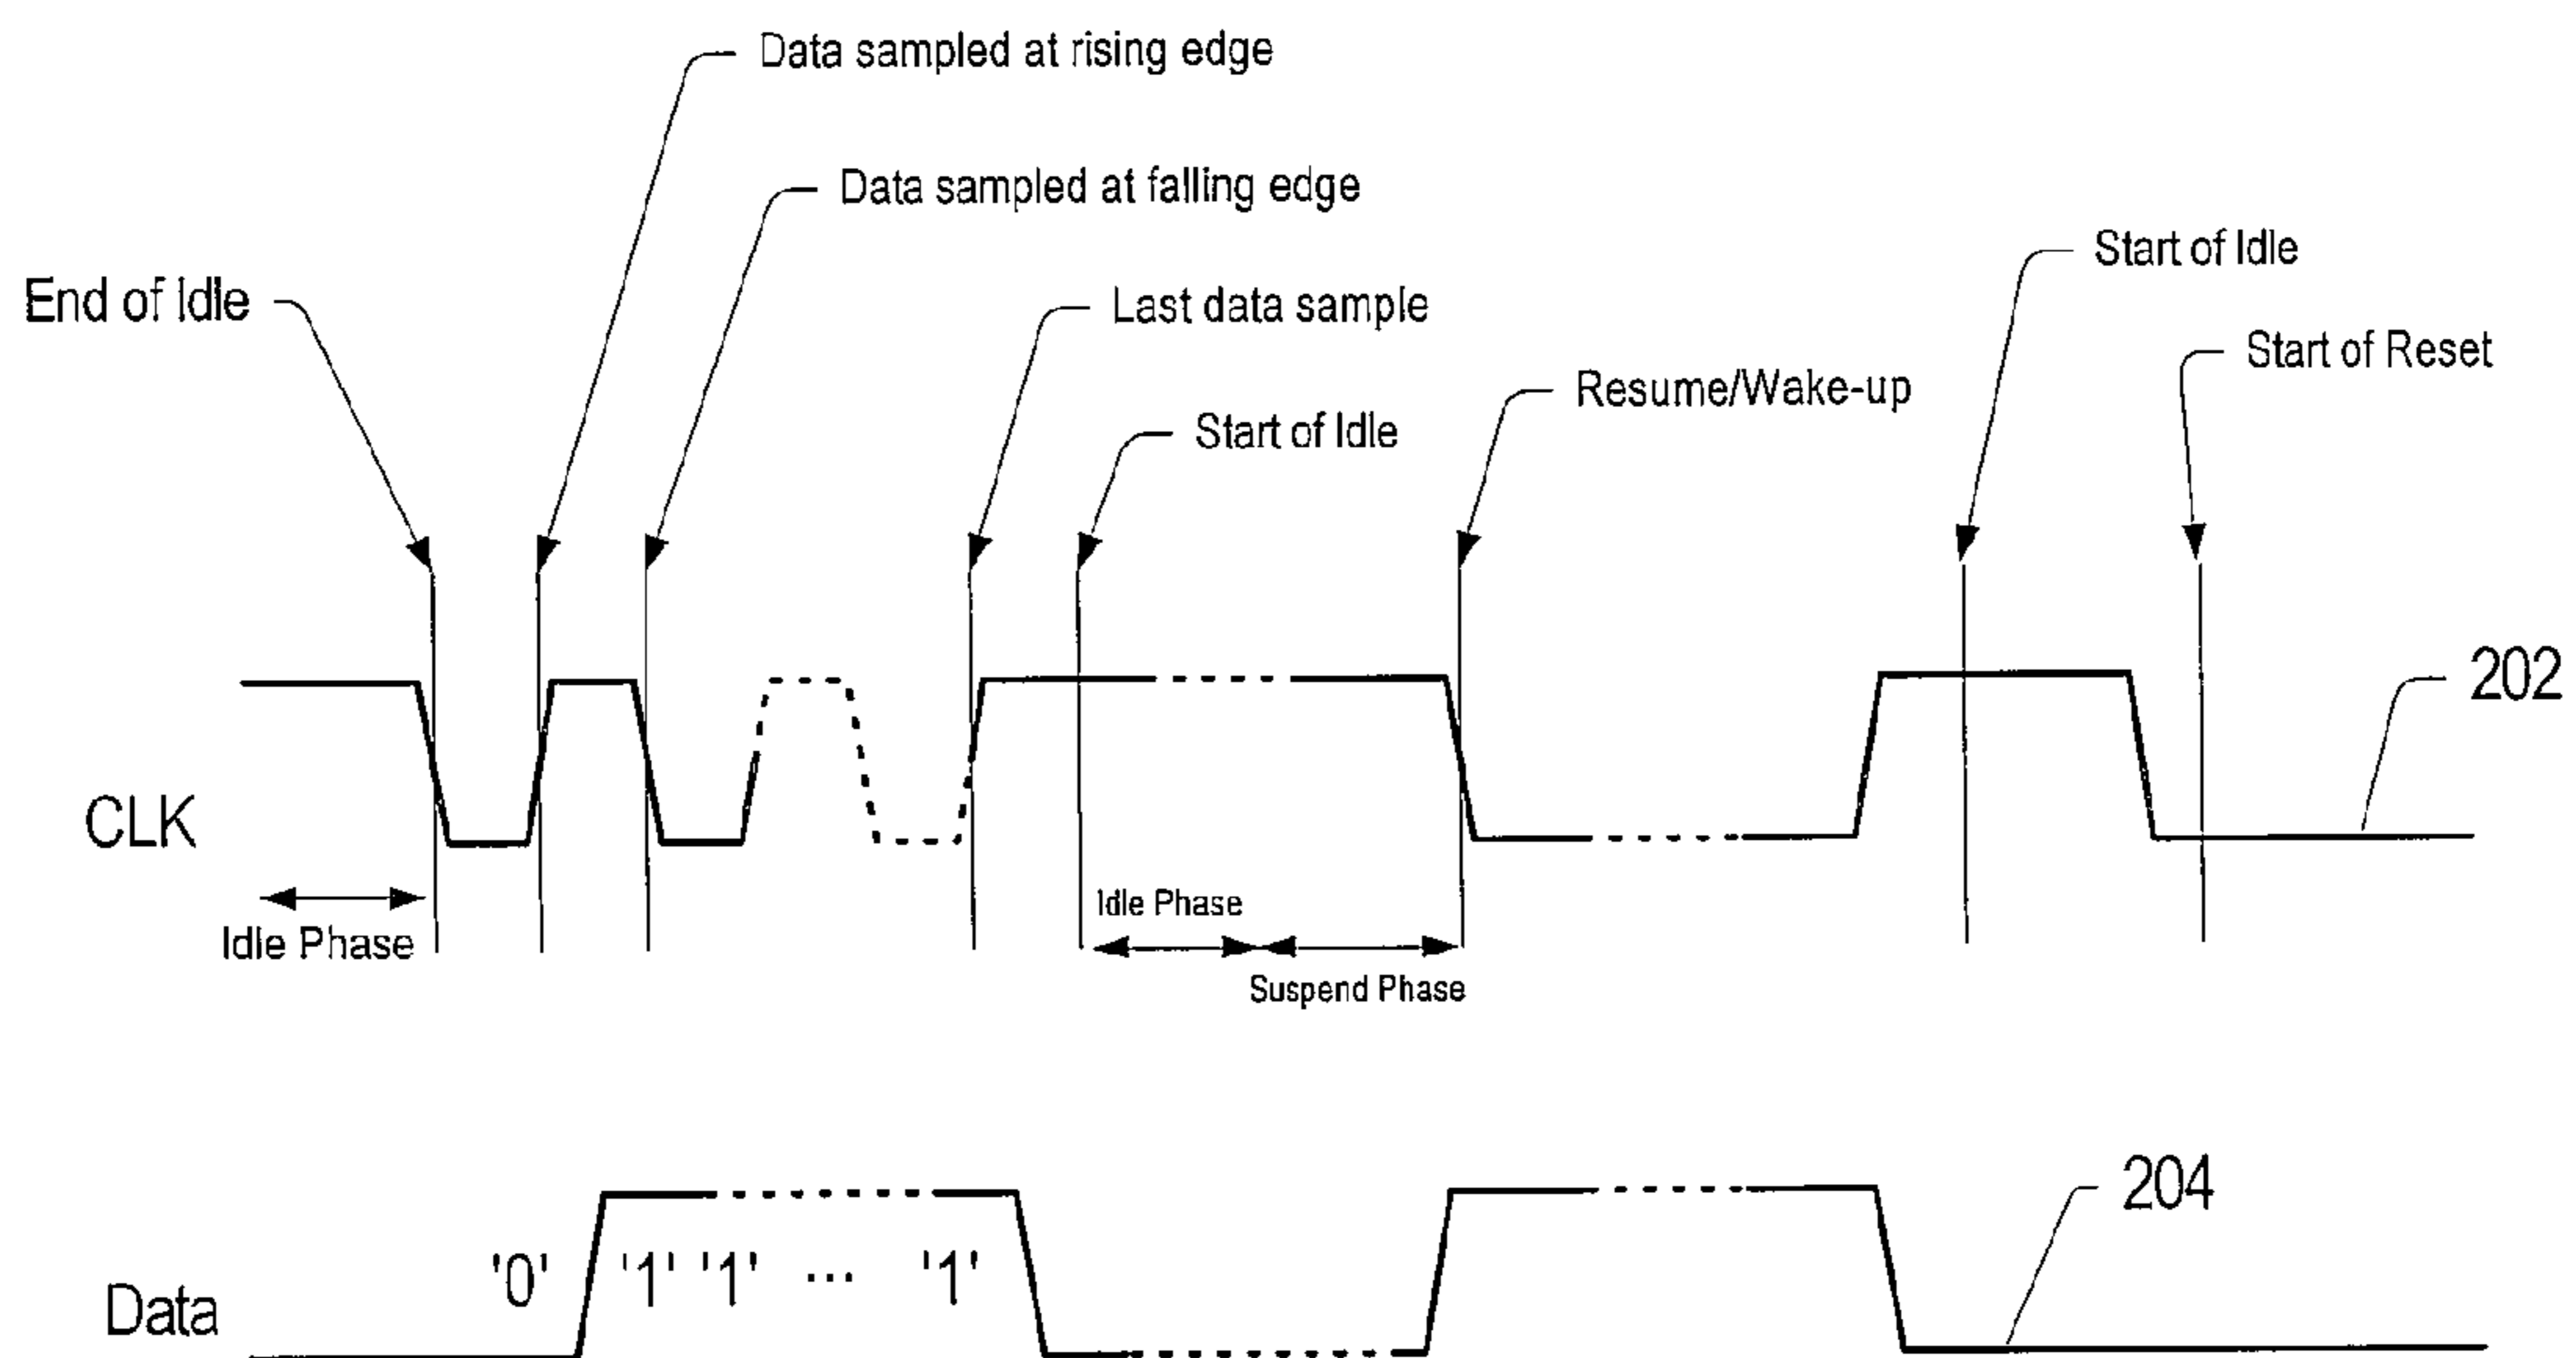 Data sampled at rising edge
Data sampled at falling edge
Start of Idle
End of Idle
Last data sample
Start of Reset
Resume/Wake-up
Start of Idle
202
CLK
Idle Phase
Idle Phase
Suspend Phase
204
'0' '1' '1' ... '1'
Data